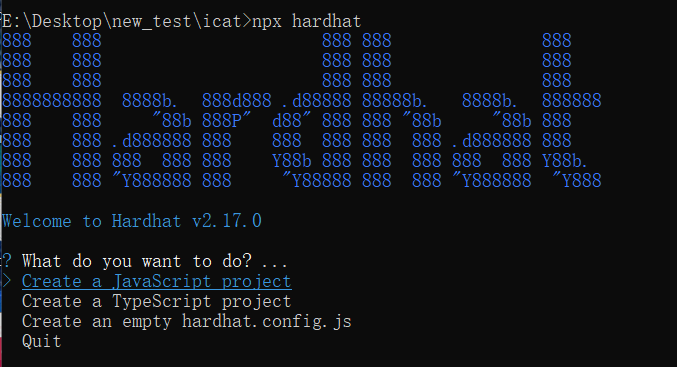 E:\Desktop\new_test\icat>npx hardhat
888    888                      888 888               888
888    888                      888 888               888
888    888                      888 888               888
8888888888  8888b.  888d888 .d88888 88888b.   8888b.  888888
888    888     "88b 888P"  d88" 888 888 "88b     "88b 888
888    888 .d888888 888    888  888 888  888 .d888888 888
888    888 888  888 888    Y88b 888 888  888 888  888 Y88b.
888    888 "Y888888 888     "Y88888 888  888 "Y888888  "Y888
Welcome to Hardhat v2.17.0
? What do you want to do? ...
> Create a JavaScript project
Create a TypeScript project
Create an empty hardhat.config.js
Quit